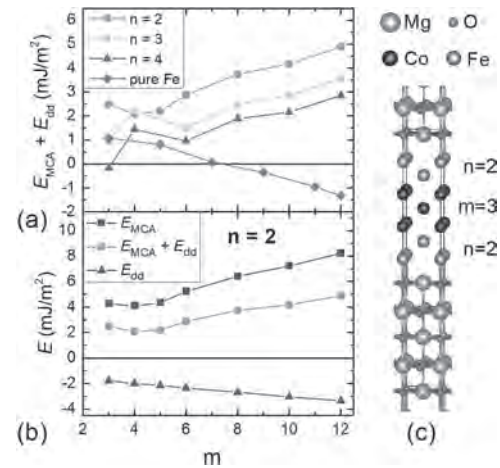 6
5
4
3
2
1
0
-1
-2
n = 2
n = 3
n = 4
pure Fe
E_MCA + E_dd (mJ/m²)
(a)
10
8
6
4
2
0
-2
-4
n = 2
E_MCA
E_MCA + E_dd
E_dd
E (mJ/m²)
2 4 6 8 10 12
m
(b)
Mg O
Co Fe
n=2
m=3
n=2
(c)